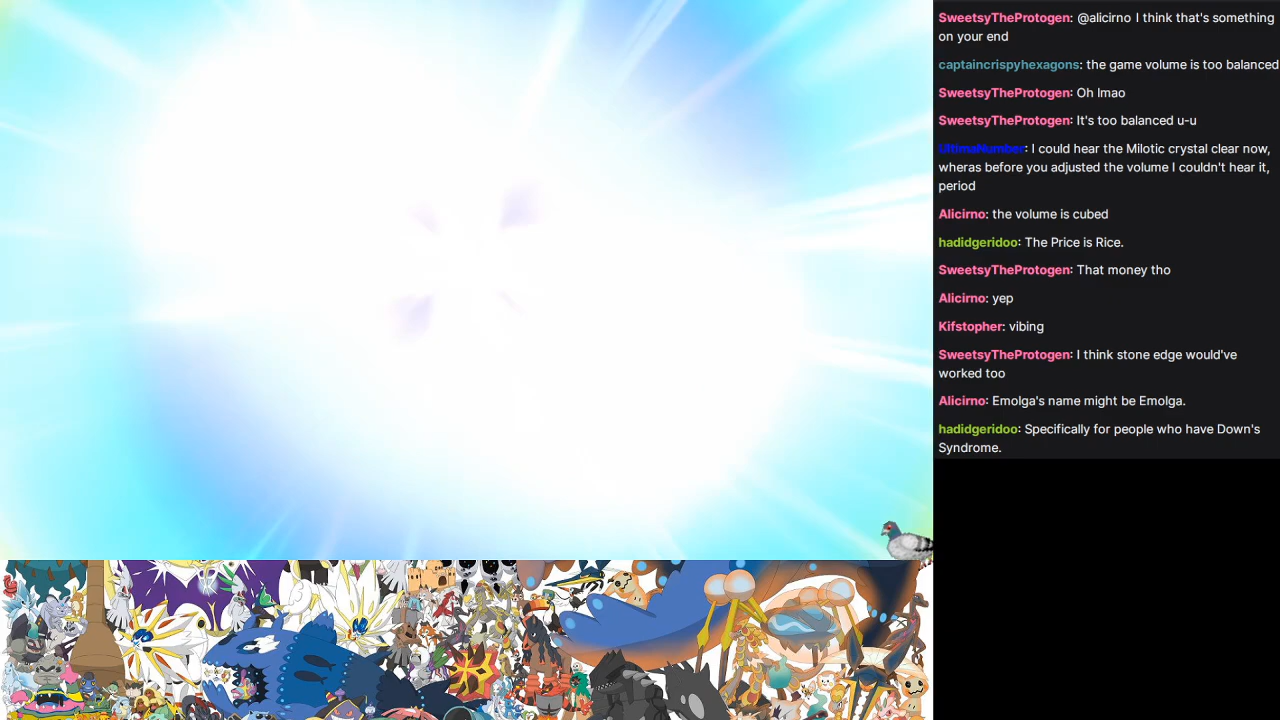 SweetsyTheProtogen: @alicirno I think that's something
on your end
captaincrispyhexagons: the game volume is too balanced
SweetsyTheProtogen: Oh lmao
SweetsyTheProtogen: It's too balanced u-u
UltimaNumber: I could hear the Milotic crystal clear now,
wheras before you adjusted the volume I couldn't hear it,
period
Alicirno: the volume is cubed
hadidgeridoo: The Price is Rice.
SweetsyTheProtogen: That money tho
Alicirno: yep
Kifstopher: vibing
SweetsyTheProtogen: I think stone edge would've
worked too
Alicirno: Emolga's name might be Emolga.
hadidgeridoo: Specifically for people who have Down's
Syndrome.